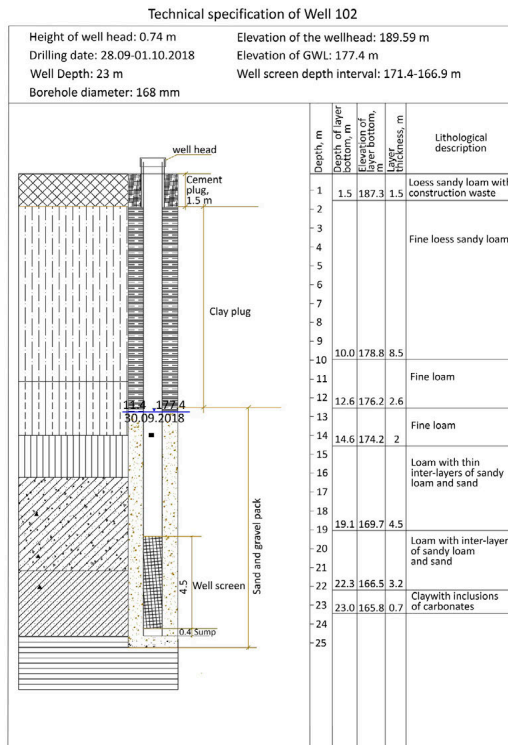 Technical specification of Well 102
Height of well head: 0.74 m
Elevation of the wellhead: 189.59 m
Drilling date: 28.09-01.10.2018
Elevation of GWL: 177.4 m
Well Depth: 23 m
Well screen depth interval: 171.4-166.9 m
Borehole diameter: 168 mm
Depth, m
Depth of layer bottom, m
Elevation of layer bottom, m
Layer thickness, m
Lithological
description
well head
Cement
plug,
1.5 m
Clay plug
11.4 177.4
30.09.2018
Sand and gravel pack
Well screen
4.5
0.4 Sump
1
2
3
4
5
6
7
8
9
10
11
12
13
14
15
16
17
18
19
20
21
22
23
24
25
1.5 187.3 1.5
Loess sandy loam with
construction waste
Fine loess sandy loam
10.0 178.8 8.5
Fine loam
12.6 176.2 2.6
Fine loam
14.6 174.2 2
Loam with thin
inter-layers of sandy
loam and sand
19.1 169.7 4.5
Loam with inter-layer
of sandy loam
and sand
22.3 166.5 3.2
Claywith inclusions
of carbonates
23.0 165.8 0.7